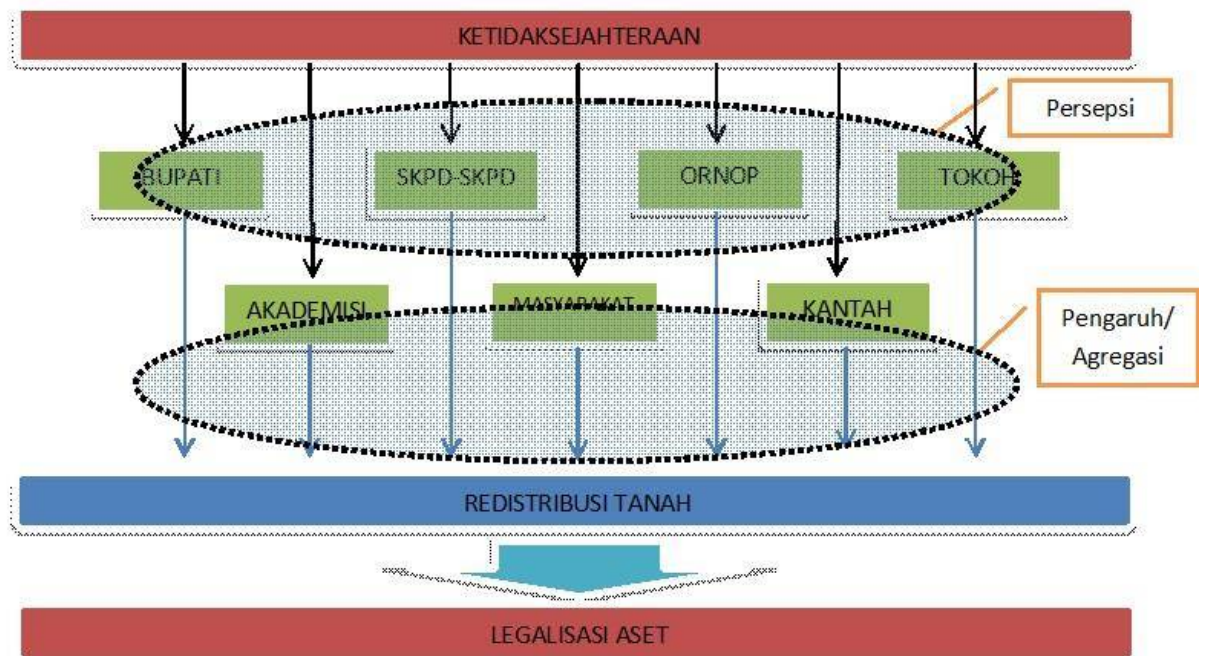 KETIDAKSEJAHTERAAN
Persepsi
BUPATI
SKPD-SKPD
ORNOP
TOKOH
AKADEMISI
MASYARAKAT
KANTAH
Pengaruh/
Agregasi
REDISTRIBUSI TANAH
LEGALISASI ASET